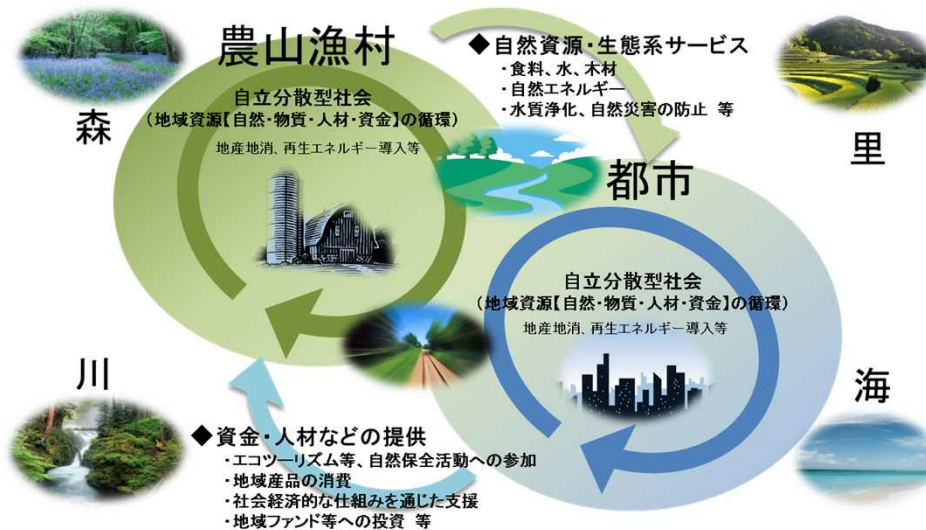 農山漁村
森
自立分散型社会
(地域資源【自然・物質・人材・資金】の循環)
地産地消、再生エネルギー導入等
◆自然資源・生態系サービス
・食料、水、木材
・自然エネルギー
・水質浄化、自然災害の防止 等
里
都市
自立分散型社会
(地域資源【自然・物質・人材・資金】の循環)
地産地消、再生エネルギー導入等
川
海
◆資金・人材などの提供
・エコツーリズム等、自然保全活動への参加
・地域産品の消費
・社会経済的な仕組みを通じた支援
・地域ファンド等への投資 等